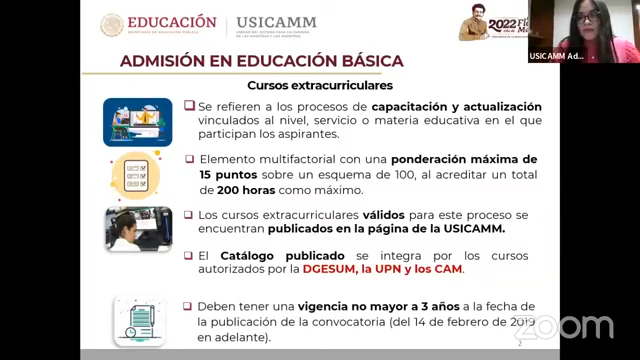 EDUCACIÓN
SECRETARÍA DE EDUCACIÓN PÚBLICA
USICAMM
UNIDAD DEL SISTEMA PARA LA CARRERA
DE LAS MAESTRAS Y LOS MAESTROS
2022 Flores
Magón
USICAMM Ad...
ADMISIÓN EN EDUCACIÓN BÁSICA
Cursos extracurriculares
Se refieren a los procesos de capacitación y actualización
vinculados al nivel, servicio o materia educativa en el que
participan los aspirantes.
Elemento multifactorial con una ponderación máxima de
15 puntos sobre un esquema de 100, al acreditar un total
de 200 horas como máximo.
Los cursos extracurriculares válidos para este proceso se
encuentran publicados en la página de la USICAMM.
El Catálogo publicado se integra por los cursos
autorizados por la DGESUM, la UPN y los CAM.
Deben tener una vigencia no mayor a 3 años a la fecha de
la publicación de la convocatoria (del 14 de febrero de 2019
en adelante).
zoom
2